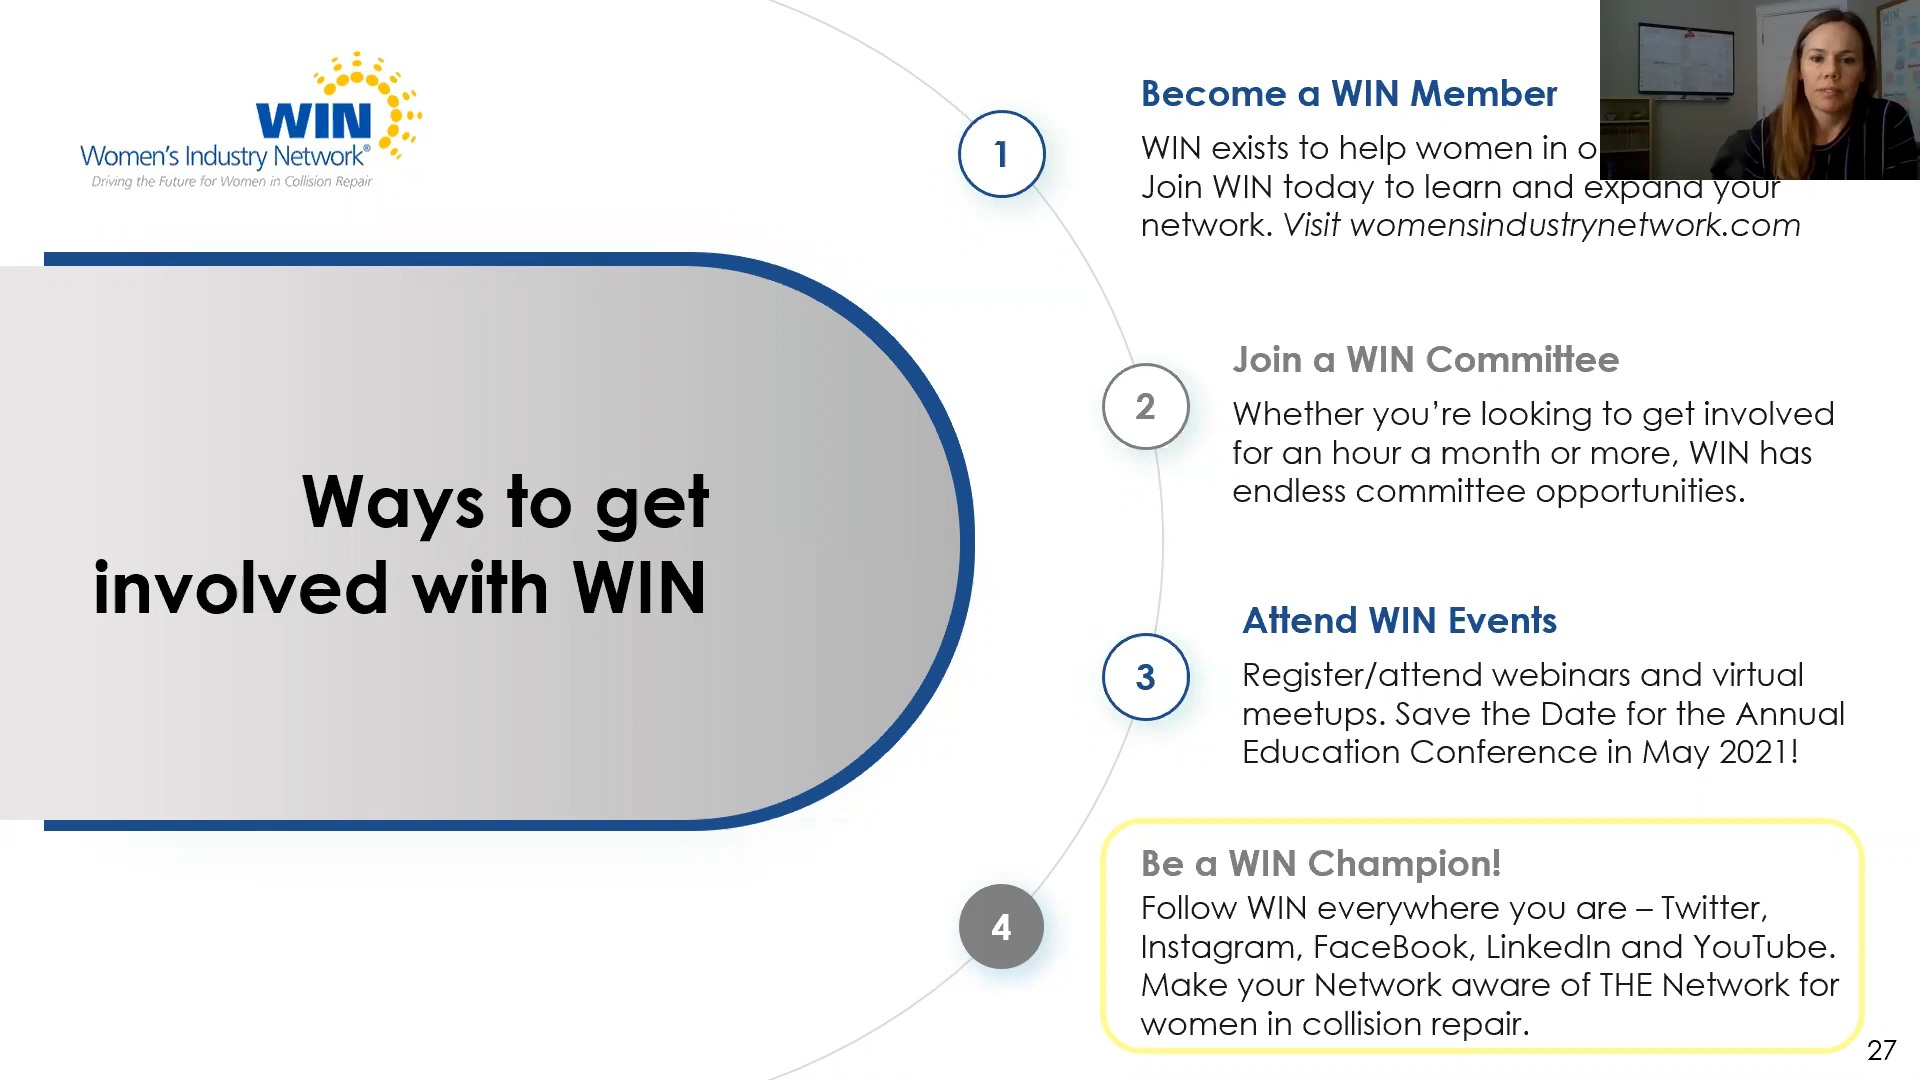 WIN
Women's Industry Network®
Driving the Future for Women in Collision Repair
Ways to get
involved with WIN
1
Become a WIN Member
WIN exists to help women in
Join WIN today to learn and expand your
network. Visit womensindustrynetwork.com
2
Join a WIN Committee
Whether you’re looking to get involved
for an hour a month or more, WIN has
endless committee opportunities.
3
Attend WIN Events
Register/attend webinars and virtual
meetups. Save the Date for the Annual
Education Conference in May 2021!
4
Be a WIN Champion!
Follow WIN everywhere you are – Twitter,
Instagram, FaceBook, LinkedIn and YouTube.
Make your Network aware of THE Network for
women in collision repair.
27